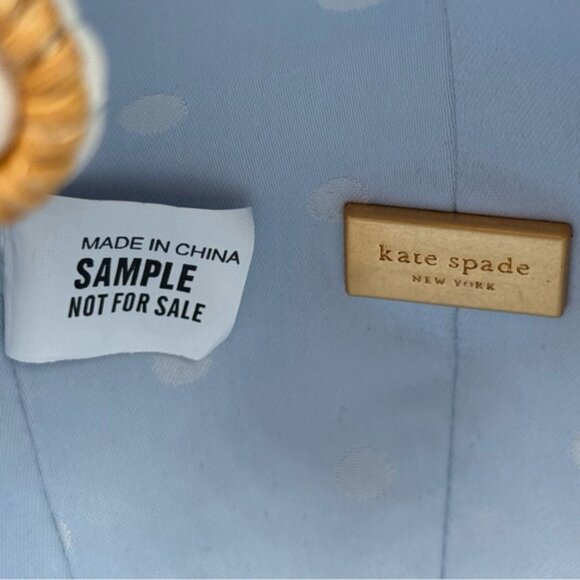 MADE IN CHINA
SAMPLE
NOT FOR SALE
kate spade
NEW YORK